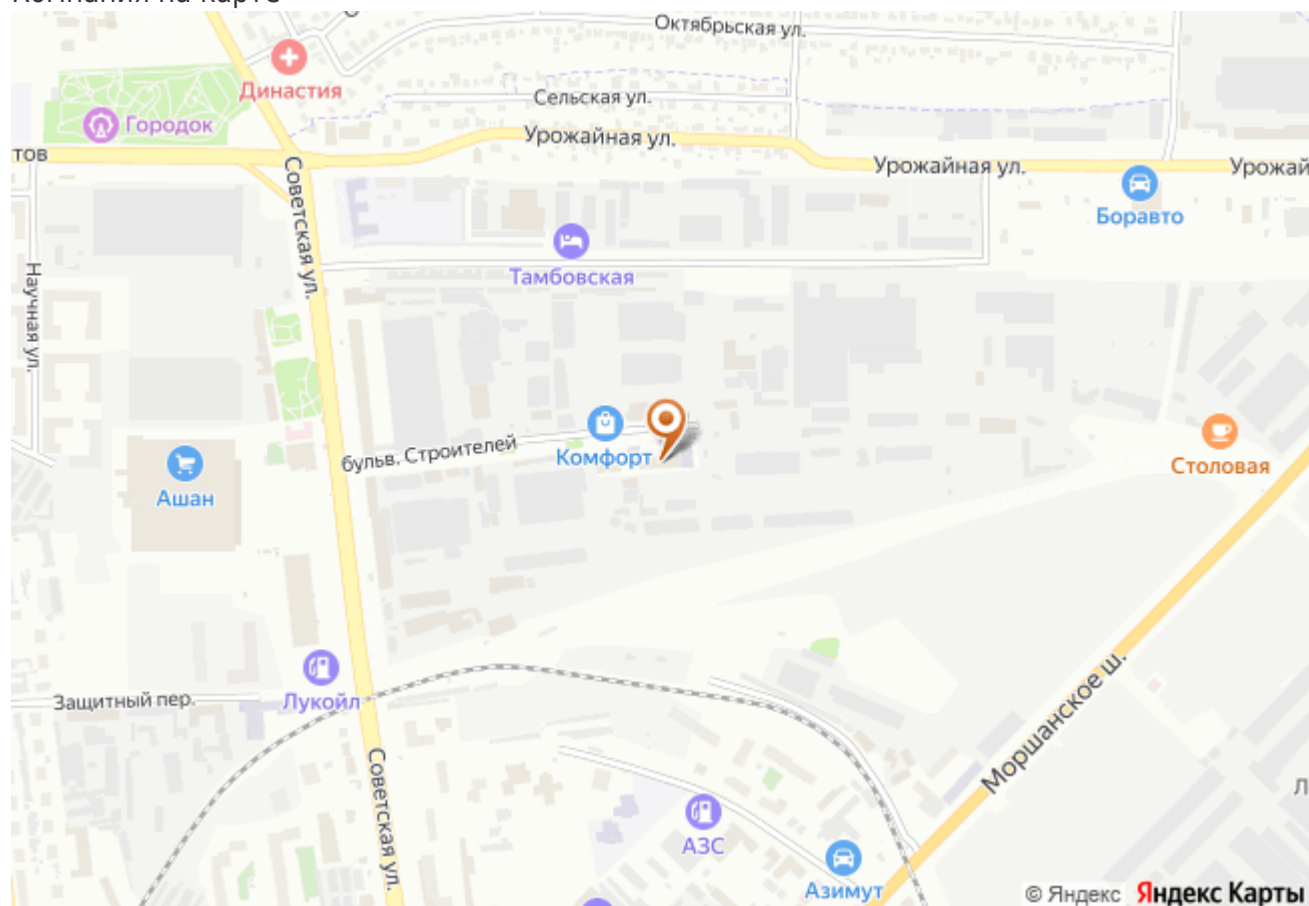 Октябрьская ул.
Династия
Сельская ул.
Городок
Урожайная ул.
тов
Урожайная ул.
Урожай
Советская ул.
Боравто
Тамбовская
Научная ул.
бульв. Строителей
Комфорт
Столовая
Ашан
Защитный пер.
Лукойл
Моршанское ш.
Советская ул.
Л
АЗС
Азимут
© Яндекс Яндекс Карты